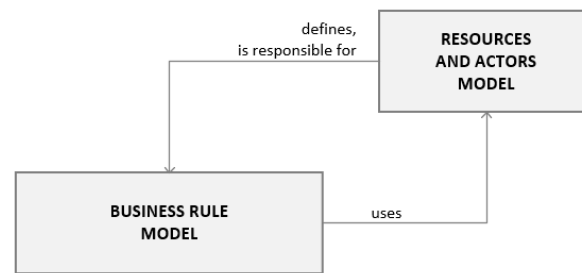 defines,
is responsible for
RESOURCES
AND ACTORS
MODEL
BUSINESS RULE
MODEL
uses